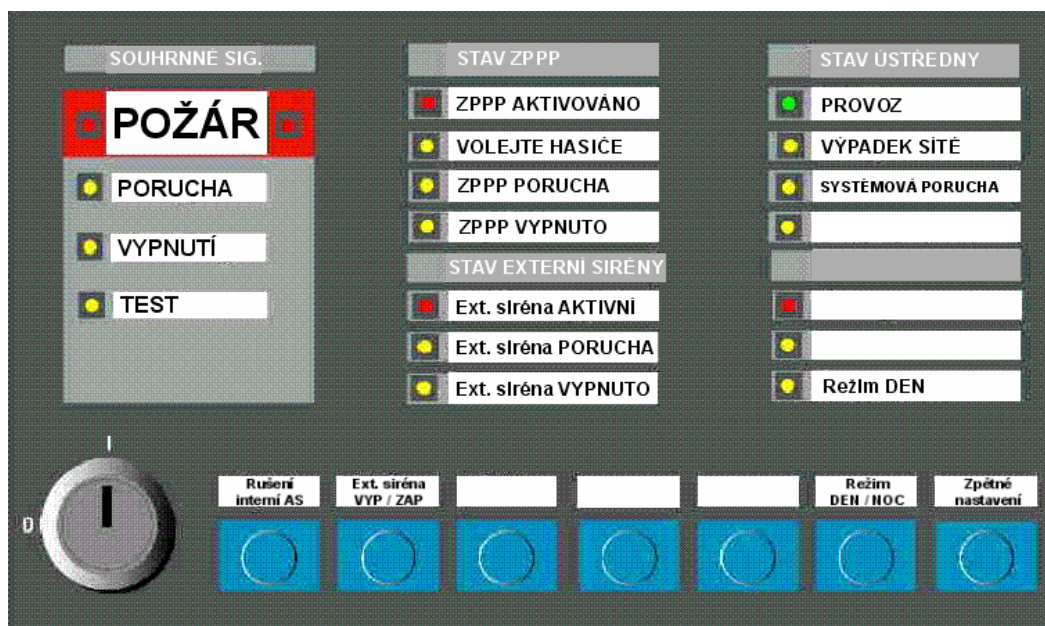 SOUHRNNÉ SIG.
POŽÁR
PORUCHA
VYPNUTÍ
TEST
STAV ZPPP
ZPPP AKTIVOVÁNO
VOLEJTE HASIČE
ZPPP PORUCHA
ZPPP VYPNUTO
STAV EXTERNÍ SIRÉNY
Ext. siréna AKTIVNÍ
Ext. siréna PORUCHA
Ext. siréna VYPNUTO
STAV ÚSTŘEDNY
PROVOZ
VÝPADEK SÍTĚ
SYSTÉMOVÁ PORUCHA
Režim DEN
I
0
Rušení
interní AS
Ext. siréna
VYP / ZAP
Režim
DEN / NOC
Zpětné
nastavení